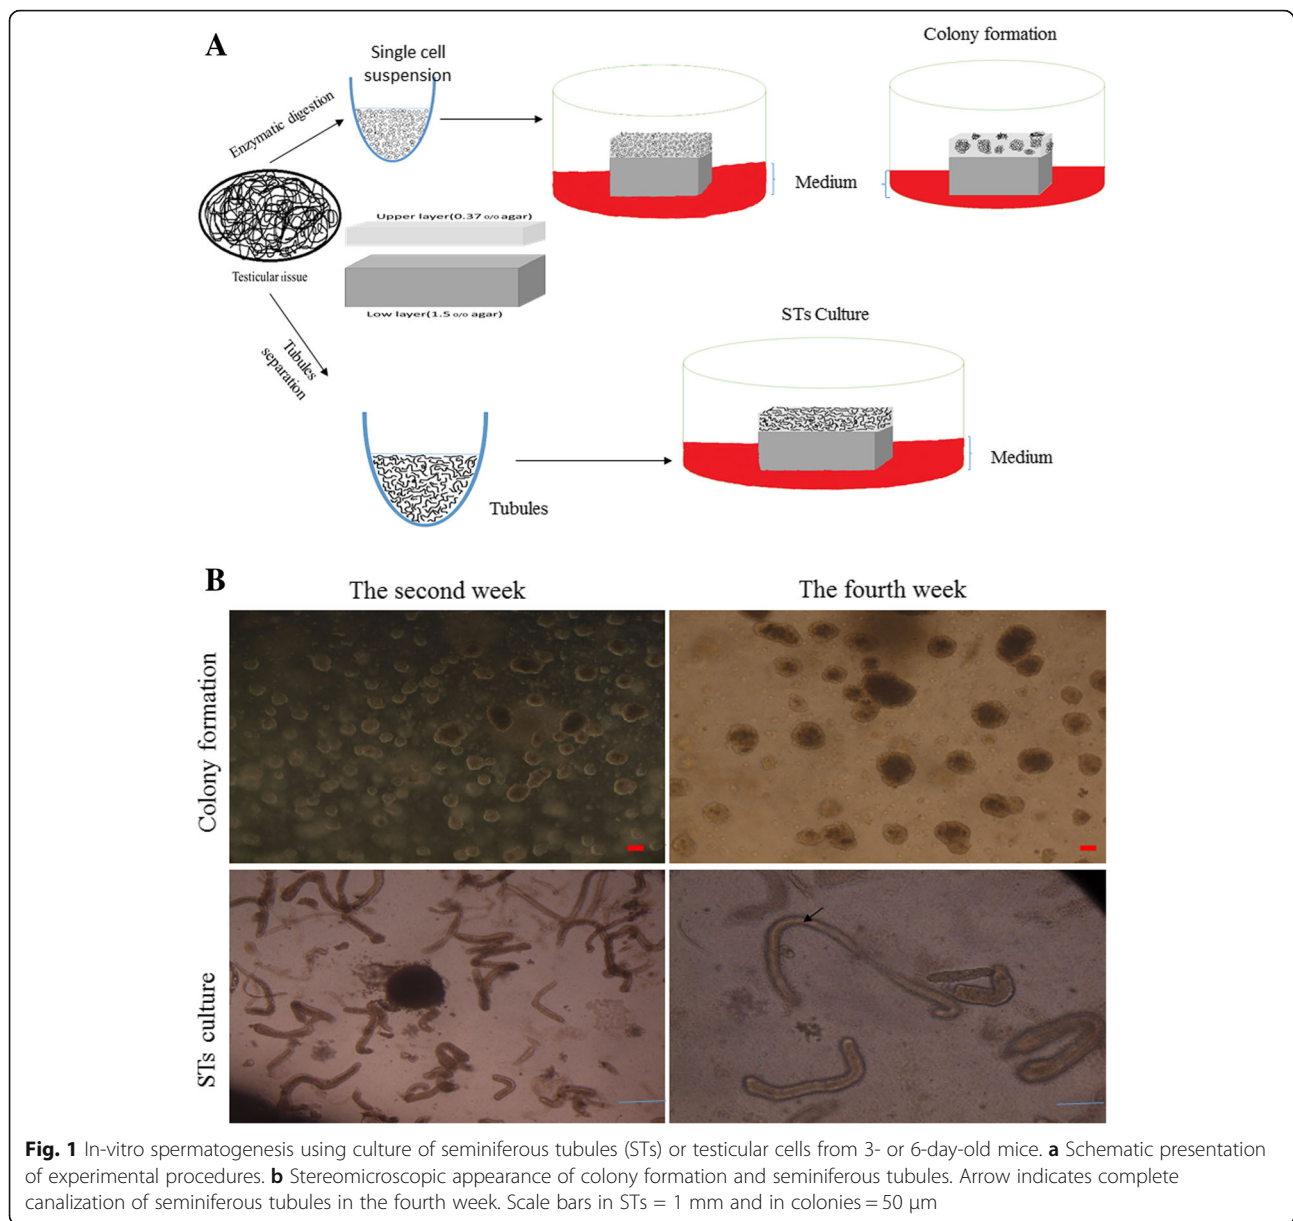 A
Single cell
suspension
Colony formation
Enzymatic digestion
Medium
Upper layer(0.37 o/o agar)
Testicular tissue
Low layer(1.5 o/o agar)
STs Culture
Tubules
separation
Medium
Tubules
B
The second week
The fourth week
Colony formation
STs culture
Fig. 1 In-vitro spermatogenesis using culture of seminiferous tubules (STs) or testicular cells from 3- or 6-day-old mice. a Schematic presentation
of experimental procedures. b Stereomicroscopic appearance of colony formation and seminiferous tubules. Arrow indicates complete
canalization of seminiferous tubules in the fourth week. Scale bars in STs = 1 mm and in colonies = 50 μm